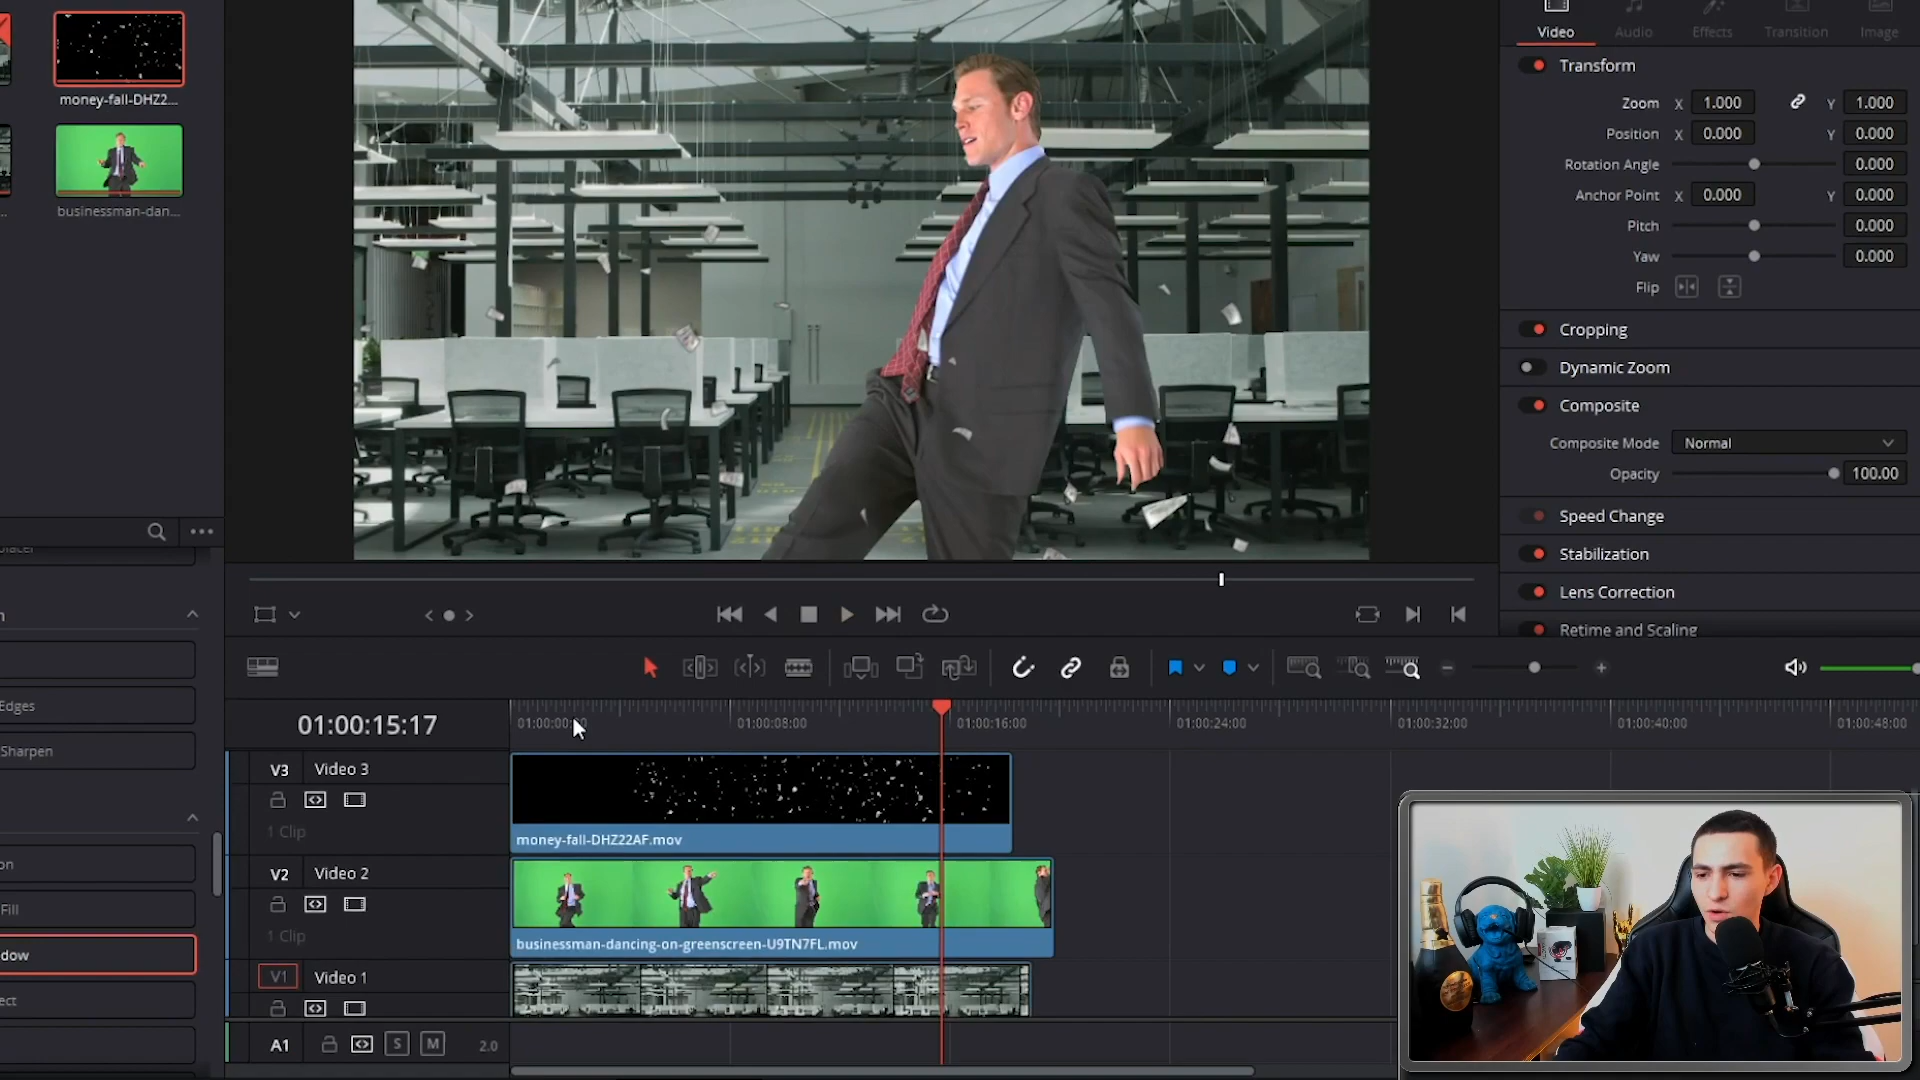 money-fall-DHZ2...
businessman-dan...
Edges
Sharpen
Fill
dow
ect
on
Video
Audio
Effects
Transition
Image
Transform
Zoom X 1.000 Y 1.000
Position X 0.000 Y 0.000
Rotation Angle 0.000
Anchor Point X 0.000 Y 0.000
Pitch 0.000
Yaw 0.000
Flip
Cropping
Dynamic Zoom
Composite
Composite Mode Normal
Opacity 100.00
Speed Change
Stabilization
Lens Correction
Retime and Scaling
01:00:15:17
01:00:00:00 01:00:08:00 01:00:16:00 01:00:24:00 01:00:32:00 01:00:40:00 01:00:48:00
V3 Video 3
1 Clip
money-fall-DHZ22AF.mov
V2 Video 2
1 Clip
businessman-dancing-on-greenscreen-U9TN7FL.mov
V1 Video 1
A1 S M 2.0